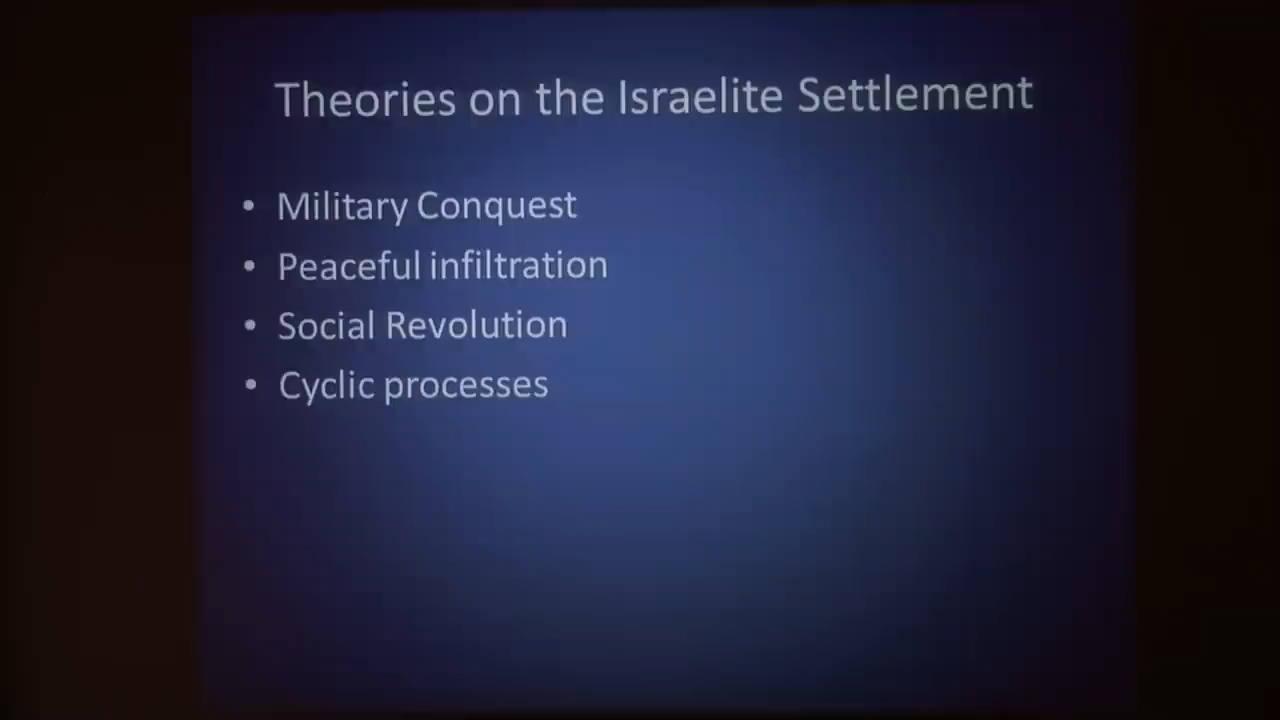 Theories on the Israelite Settlement
• Military Conquest
• Peaceful infiltration
• Social Revolution
• Cyclic processes